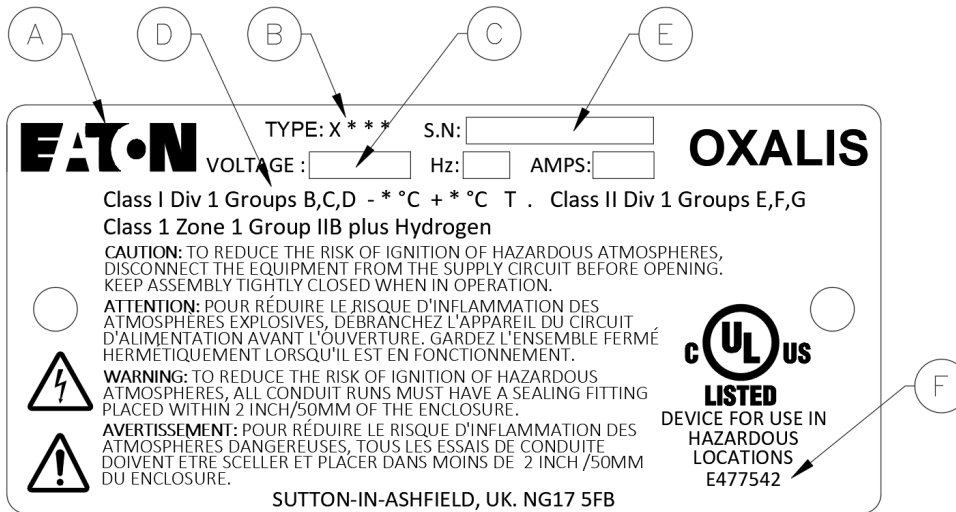 A D B C E
EATON TYPE: X * * * S.N: OXALIS
VOLTAGE : Hz: AMPS:
Class I Div 1 Groups B,C,D - * °C + * °C T . Class II Div 1 Groups E,F,G
Class 1 Zone 1 Group IIB plus Hydrogen
CAUTION: TO REDUCE THE RISK OF IGNITION OF HAZARDOUS ATMOSPHERES,
DISCONNECT THE EQUIPMENT FROM THE SUPPLY CIRCUIT BEFORE OPENING.
KEEP ASSEMBLY TIGHTLY CLOSED WHEN IN OPERATION.
ATTENTION: POUR RÉDUIRE LE RISQUE D'INFLAMMATION DES
ATMOSPHÈRES EXPLOSIVES, DÉBRANCHEZ L'APPAREIL DU CIRCUIT
D'ALIMENTATION AVANT L'OUVERTURE. GARDEZ L'ENSEMBLE FERMÉ
HERMÉTIQUEMENT LORSQU'IL EST EN FONCTIONNEMENT.
WARNING: TO REDUCE THE RISK OF IGNITION OF HAZARDOUS
ATMOSPHERES, ALL CONDUIT RUNS MUST HAVE A SEALING FITTING
PLACED WITHIN 2 INCH/50MM OF THE ENCLOSURE.
AVERTISSEMENT: POUR RÉDUIRE LE RISQUE D'INFLAMMATION DES
ATMOSPHÈRES DANGEREUSES, TOUS LES ESSAIS DE CONDUITE
DOIVENT ETRE SCELLER ET PLACER DANS MOINS DE 2 INCH /50MM
DU ENCLOSURE.
SUTTON-IN-ASHFIELD, UK. NG17 5FB
C UL US
LISTED
DEVICE FOR USE IN
HAZARDOUS
LOCATIONS
E477542
F